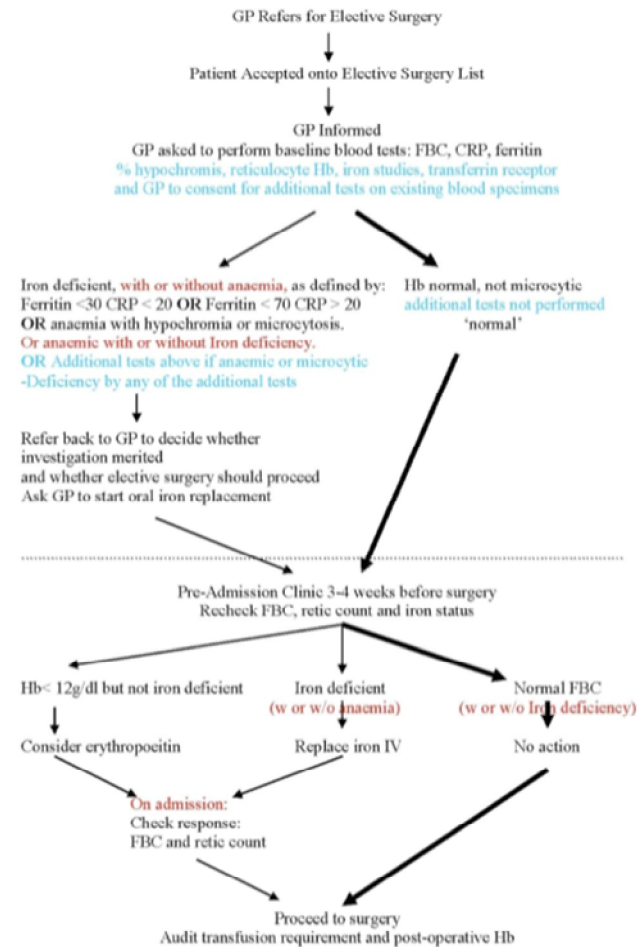 GP Refers for Elective Surgery
Patient Accepted onto Elective Surgery List
GP Informed
GP asked to perform baseline blood tests: FBC, CRP, ferritin
% hypochromis, reticulocyte Hb, iron studies, transferrin receptor
and GP to consent for additional tests on existing blood specimens
Iron deficient, with or without anaemia, as defined by:
Ferritin <30 CRP < 20 OR Ferritin < 70 CRP > 20
OR anaemia with hypochromia or microcytosis.
Or anaemic with or without Iron deficiency.
OR Additional tests above if anaemic or microcytic
-Deficiency by any of the additional tests
Hb normal, not microcytic
additional tests not performed
'normal'
Refer back to GP to decide whether
investigation merited
and whether elective surgery should proceed
Ask GP to start oral iron replacement
Pre-Admission Clinic 3-4 weeks before surgery
Recheck FBC, retic count and iron status
Hb< 12g/dl but not iron deficient
Iron deficient
(w or w/o anaemia)
Normal FBC
(w or w/o Iron deficiency)
Consider erythropoeitin
Replace iron IV
No action
On admission:
Check response:
FBC and retic count
Proceed to surgery
Audit transfusion requirement and post-operative Hb